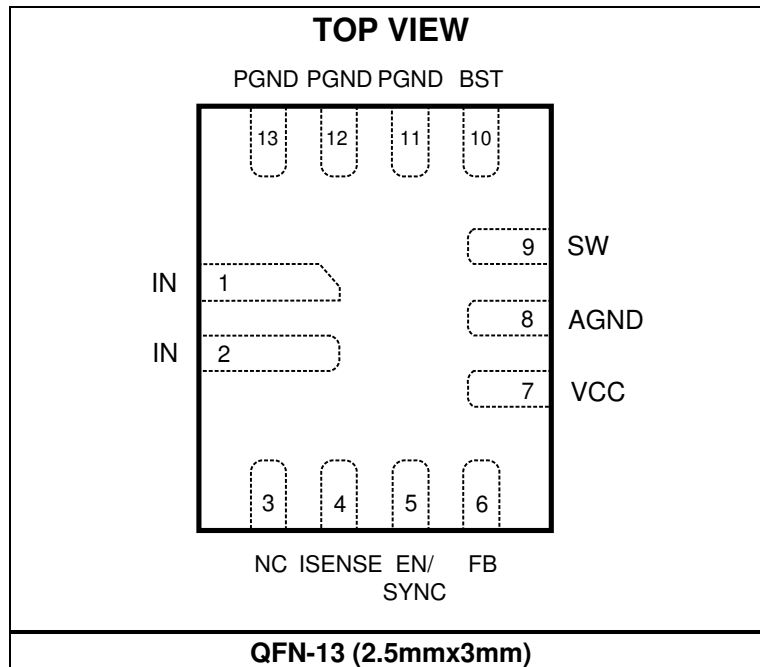 TOP VIEW
PGND PGND PGND BST
13 12 11 10
9 SW
IN 1
8 AGND
IN 2
7 VCC
3 4 5 6
NC ISENSE EN/ FB
SYNC
QFN-13 (2.5mmx3mm)